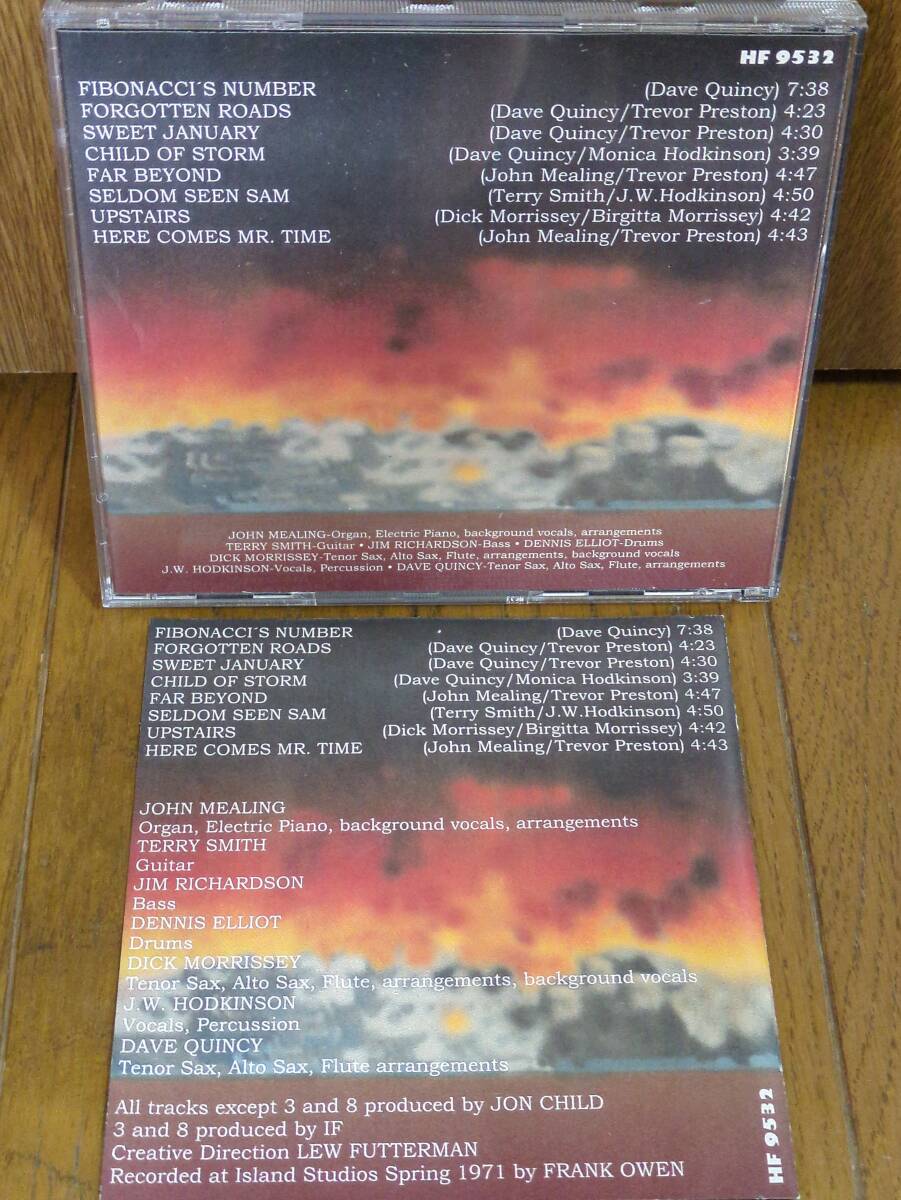 HF 9532
FIBONACCI´S NUMBER (Dave Quincy) 7:38
FORGOTTEN ROADS (Dave Quincy/Trevor Preston) 4:23
SWEET JANUARY (Dave Quincy/Trevor Preston) 4:30
CHILD OF STORM (Dave Quincy/Monica Hodkinson) 3:39
FAR BEYOND (John Mealing/Trevor Preston) 4:47
SELDOM SEEN SAM (Terry Smith/J.W.Hodkinson) 4:50
UPSTAIRS (Dick Morrissey/Birgitta Morrissey) 4:42
HERE COMES MR. TIME (John Mealing/Trevor Preston) 4:43
JOHN MEALING-Organ, Electric Piano, background vocals, arrangements
TERRY SMITH-Guitar • JIM RICHARDSON-Bass • DENNIS ELLIOT-Drums
DICK MORRISSEY-Tenor Sax, Alto Sax, Flute, arrangements, background vocals
J.W. HODKINSON-Vocals, Percussion • DAVE QUINCY-Tenor Sax, Alto Sax, Flute, arrangements
FIBONACCI´S NUMBER (Dave Quincy) 7:38
FORGOTTEN ROADS (Dave Quincy/Trevor Preston) 4:23
SWEET JANUARY (Dave Quincy/Trevor Preston) 4:30
CHILD OF STORM (Dave Quincy/Monica Hodkinson) 3:39
FAR BEYOND (John Mealing/Trevor Preston) 4:47
SELDOM SEEN SAM (Terry Smith/J.W.Hodkinson) 4:50
UPSTAIRS (Dick Morrissey/Birgitta Morrissey) 4:42
HERE COMES MR. TIME (John Mealing/Trevor Preston) 4:43
JOHN MEALING
Organ, Electric Piano, background vocals, arrangements
TERRY SMITH
Guitar
JIM RICHARDSON
Bass
DENNIS ELLIOT
Drums
DICK MORRISSEY
Tenor Sax, Alto Sax, Flute, arrangements, background vocals
J.W. HODKINSON
Vocals, Percussion
DAVE QUINCY
Tenor Sax, Alto Sax, Flute arrangements
All tracks except 3 and 8 produced by JON CHILD
3 and 8 produced by IF
Creative Direction LEW FUTTERMAN
Recorded at Island Studios Spring 1971 by FRANK OWEN
HF 9532